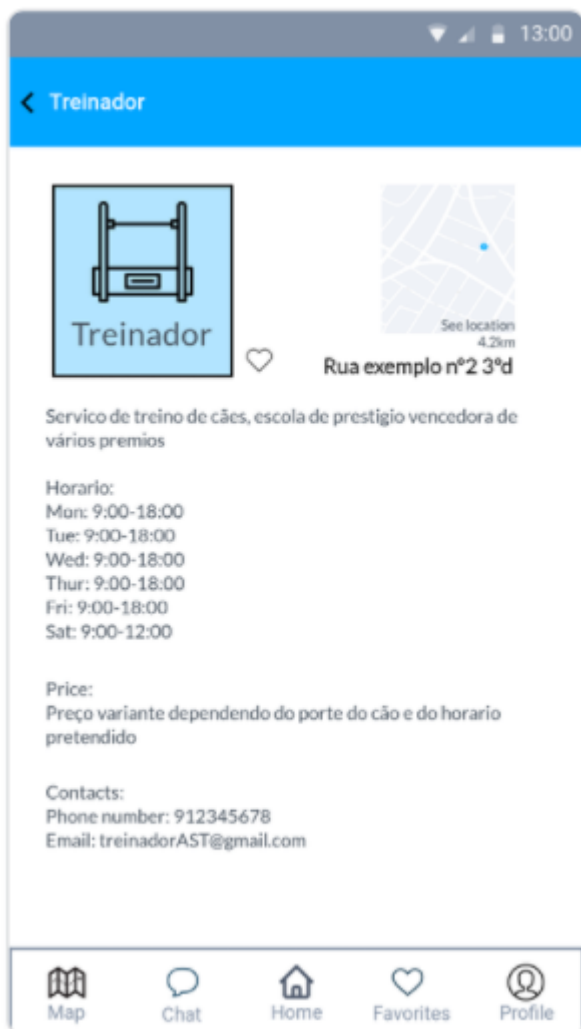 13:00
Treinador
Treinador
See location
4.2km
Rua exemplo nº2 3ºd
Servico de treino de cães, escola de prestigio vencedora de
vários premios
Horario:
Mon: 9:00-18:00
Tue: 9:00-18:00
Wed: 9:00-18:00
Thur: 9:00-18:00
Fri: 9:00-18:00
Sat: 9:00-12:00
Price:
Preço variante dependendo do porte do cão e do horario
pretendido
Contacts:
Phone number: 912345678
Email: treinadorAST@gmail.com
Map Chat Home Favorites Profile